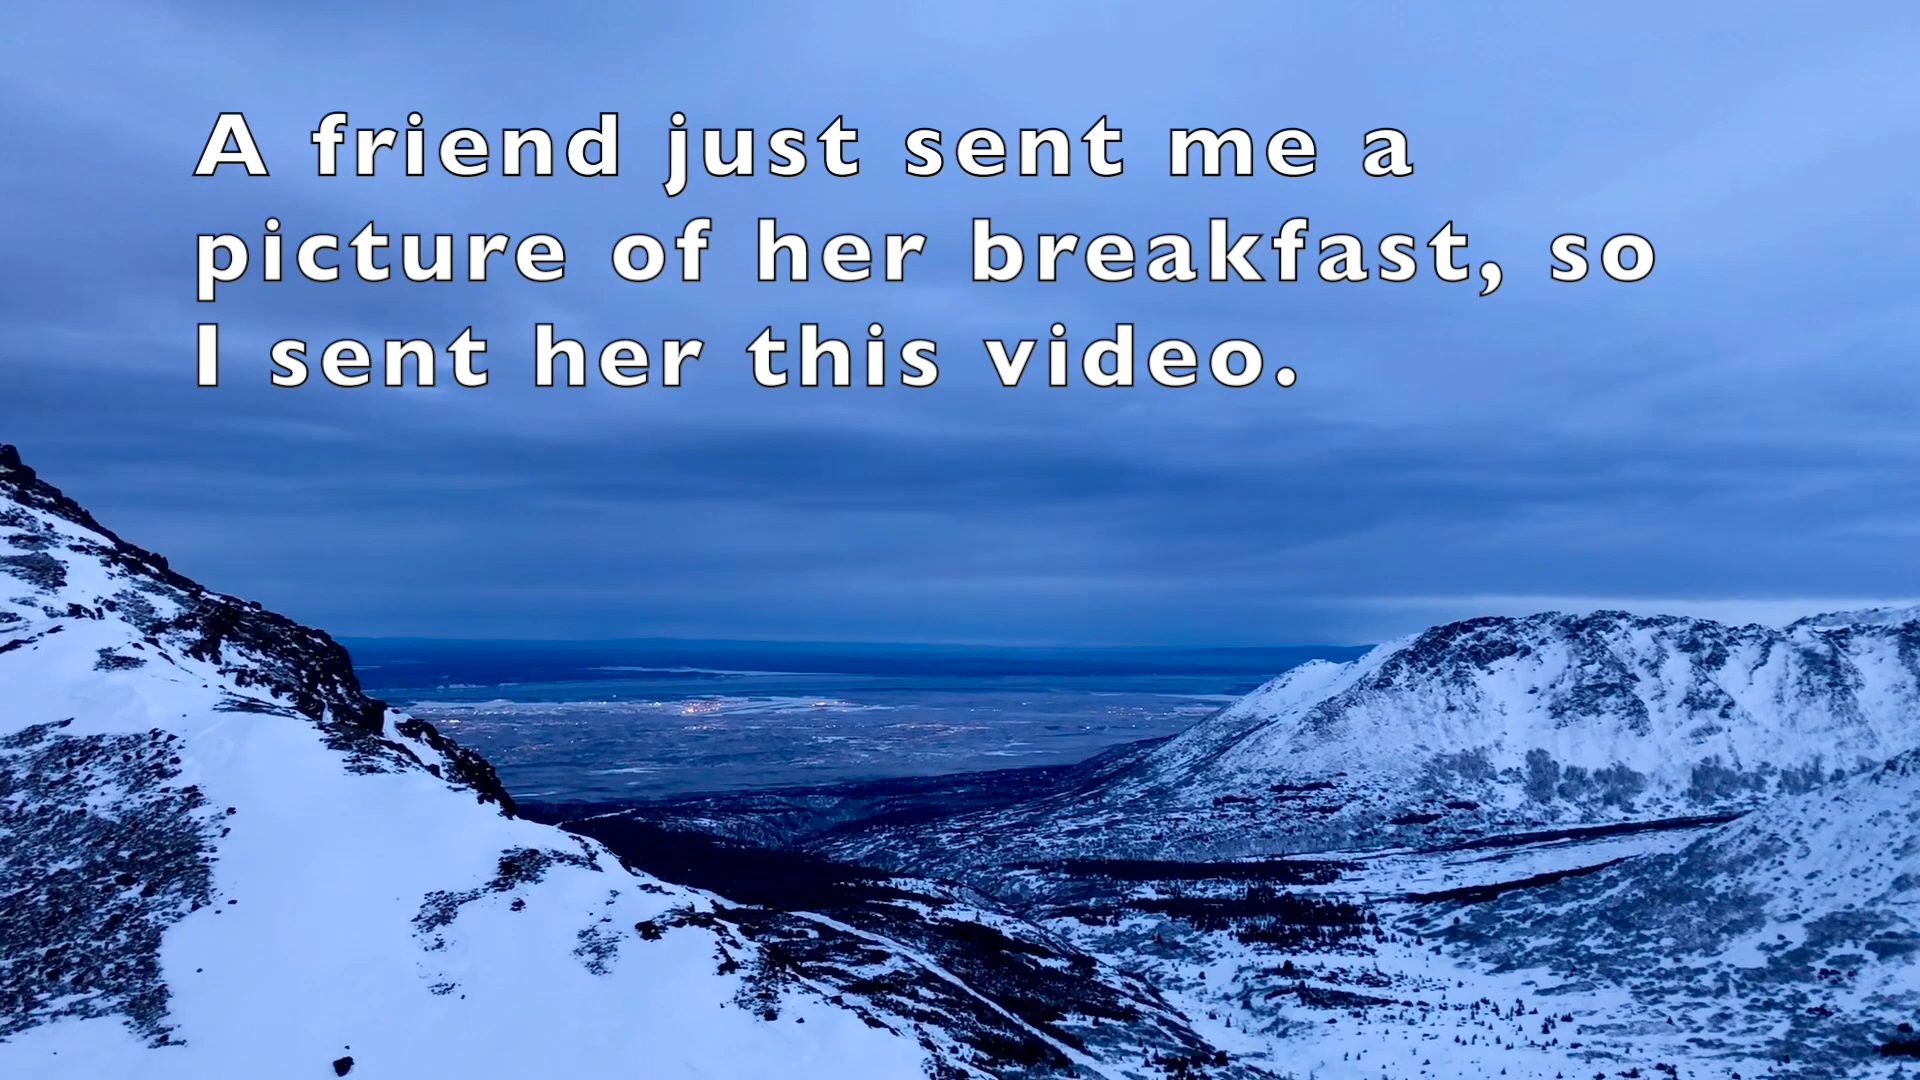 A friend just sent me a
picture of her breakfast, so
I sent her this video.